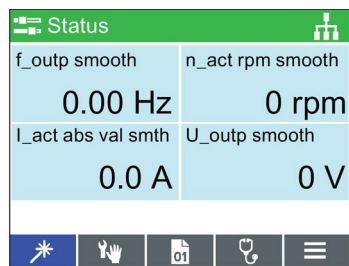 Status
f_outp smooth
0.00 Hz
n_act rpm smooth
0 rpm
I_act abs val smth
0.0 A
U_outp smooth
0 V
01